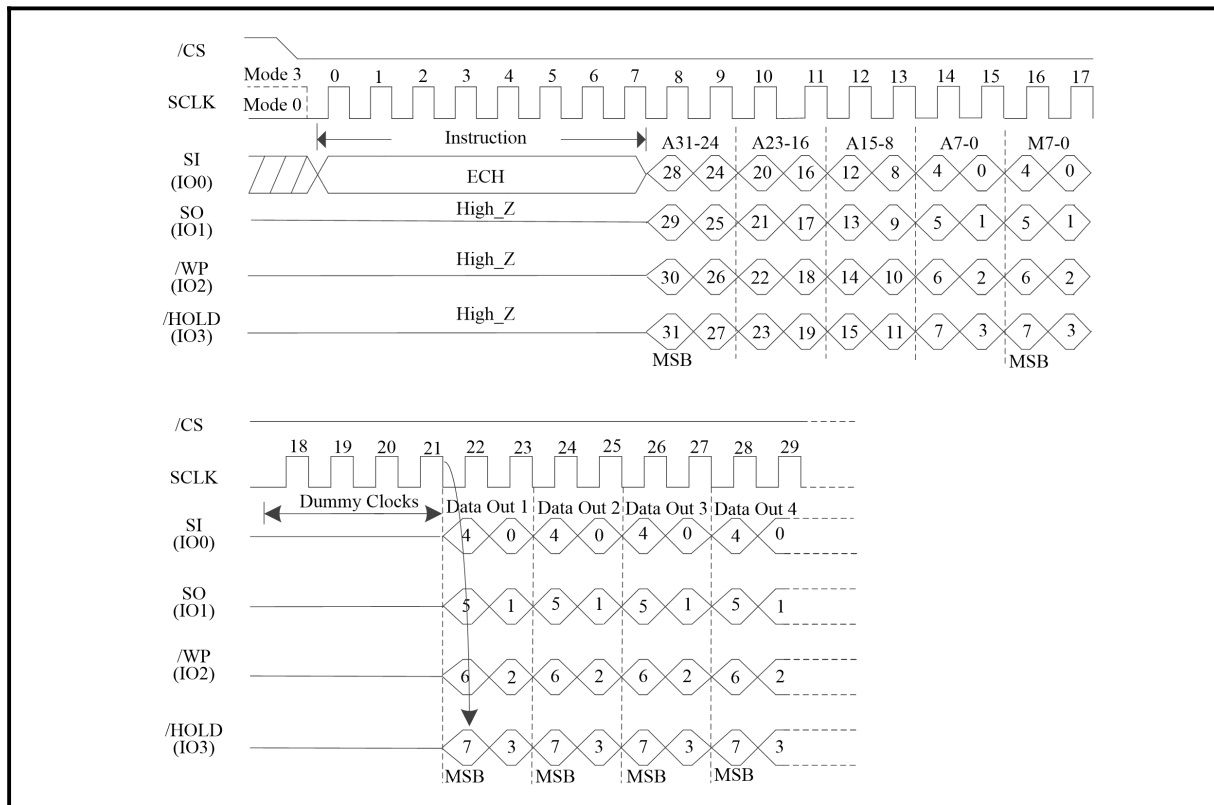 /CS
Mode 3 0 1 2 3 4 5 6 7 8 9 10 11 12 13 14 15 16 17
SCLK Mode 0
Instruction A31-24 A23-16 A15-8 A7-0 M7-0
SI
(IO0) ECH 28 24 20 16 12 8 4 0 4 0
SO
(IO1) High_Z 29 25 21 17 13 9 5 1 5 1
/WP
(IO2) High_Z 30 26 22 18 14 10 6 2 6 2
/HOLD
(IO3) High_Z 31 27 23 19 15 11 7 3 7 3
MSB MSB
/CS
18 19 20 21 22 23 24 25 26 27 28 29
SCLK
Dummy Clocks Data Out 1 Data Out 2 Data Out 3 Data Out 4
SI
(IO0) 4 0 4 0 4 0 4 0
SO
(IO1) 5 1 5 1 5 1 5 1
/WP
(IO2) 6 2 6 2 6 2 6 2
/HOLD
(IO3) 7 3 7 3 7 3 7 3
MSB MSB MSB MSB